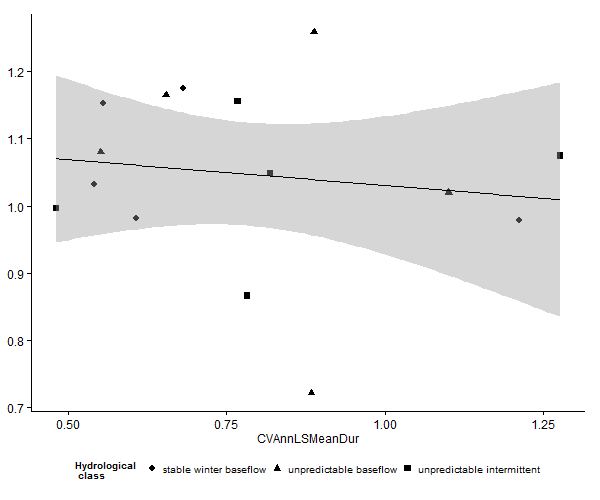 1.2
1.1
1.0
0.9
0.8
0.7
0.50 0.75 1.00 1.25
CVAnnLSMeanDur
Hydrological
class
stable winter baseflow unpredictable baseflow unpredictable intermittent